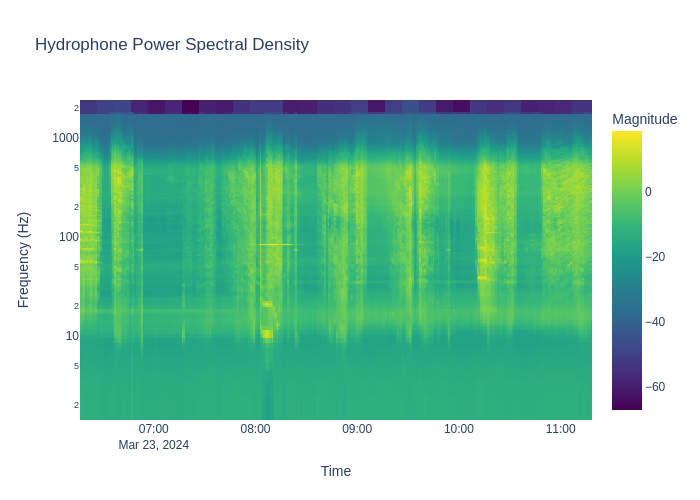 Hydrophone Power Spectral Density
Magnitude
2
1000
5
2
100
5
2
10
5
2
Frequency (Hz)
0
−20
−40
−60
07:00 08:00 09:00 10:00 11:00
Mar 23, 2024
Time